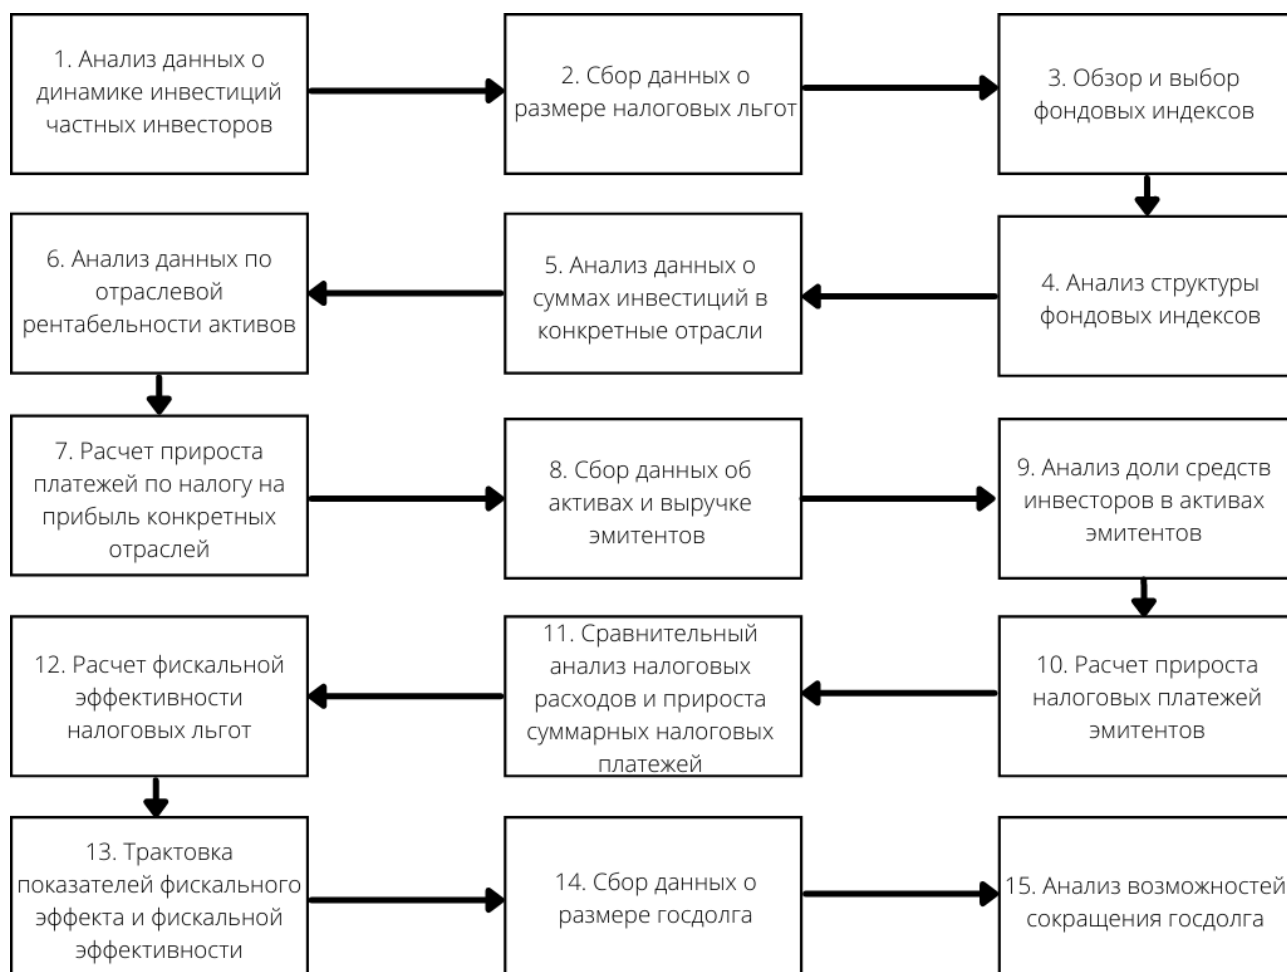 1. Анализ данных о
динамике инвестиций
частных инвесторов
2. Сбор данных о
размере налоговых льгот
3. Обзор и выбор
фондовых индексов
4. Анализ структуры
фондовых индексов
5. Анализ данных о
суммах инвестиций в
конкретные отрасли
6. Анализ данных по
отраслевой
рентабельности активов
7. Расчет прироста
платежей по налогу на
прибыль конкретных
отраслей
8. Сбор данных об
активах и выручке
эмитентов
9. Анализ доли средств
инвесторов в активах
эмитентов
10. Расчет прироста
налоговых платежей
эмитентов
11. Сравнительный
анализ налоговых
расходов и прироста
суммарных налоговых
платежей
12. Расчет фискальной
эффективности
налоговых льгот
13. Трактовка
показателей фискального
эффекта и фискальной
эффективности
14. Сбор данных о
размере госдолга
15. Анализ возможностей
сокращения госдолга